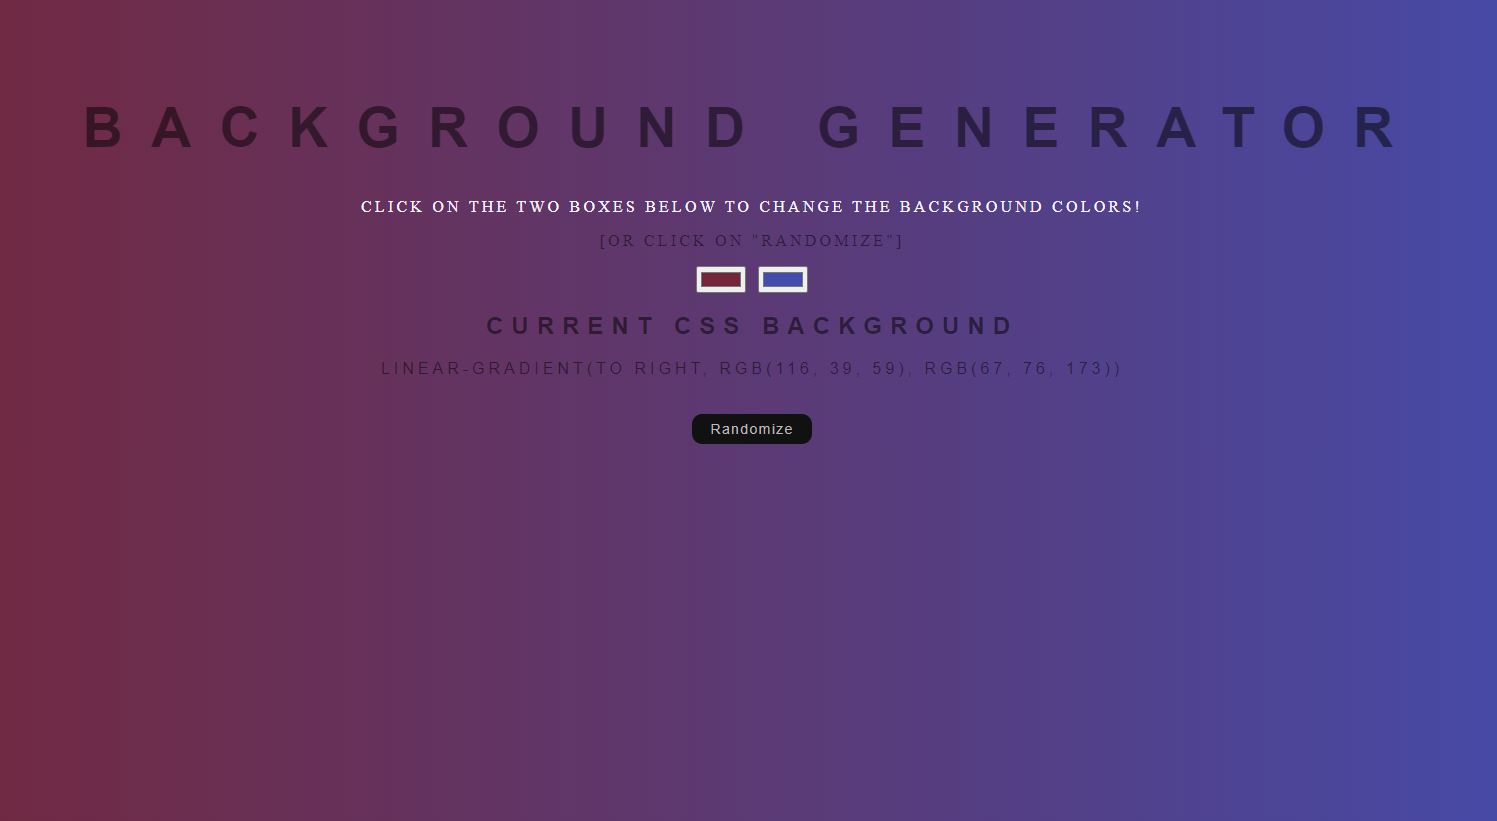 BACKGROUND GENERATOR
CLICK ON THE TWO BOXES BELOW TO CHANGE THE BACKGROUND COLORS!
[OR CLICK ON "RANDOMIZE"]
CURRENT CSS BACKGROUND
LINEAR-GRADIENT(TO RIGHT, RGB(116, 39, 59), RGB(67, 76, 173))
Randomize